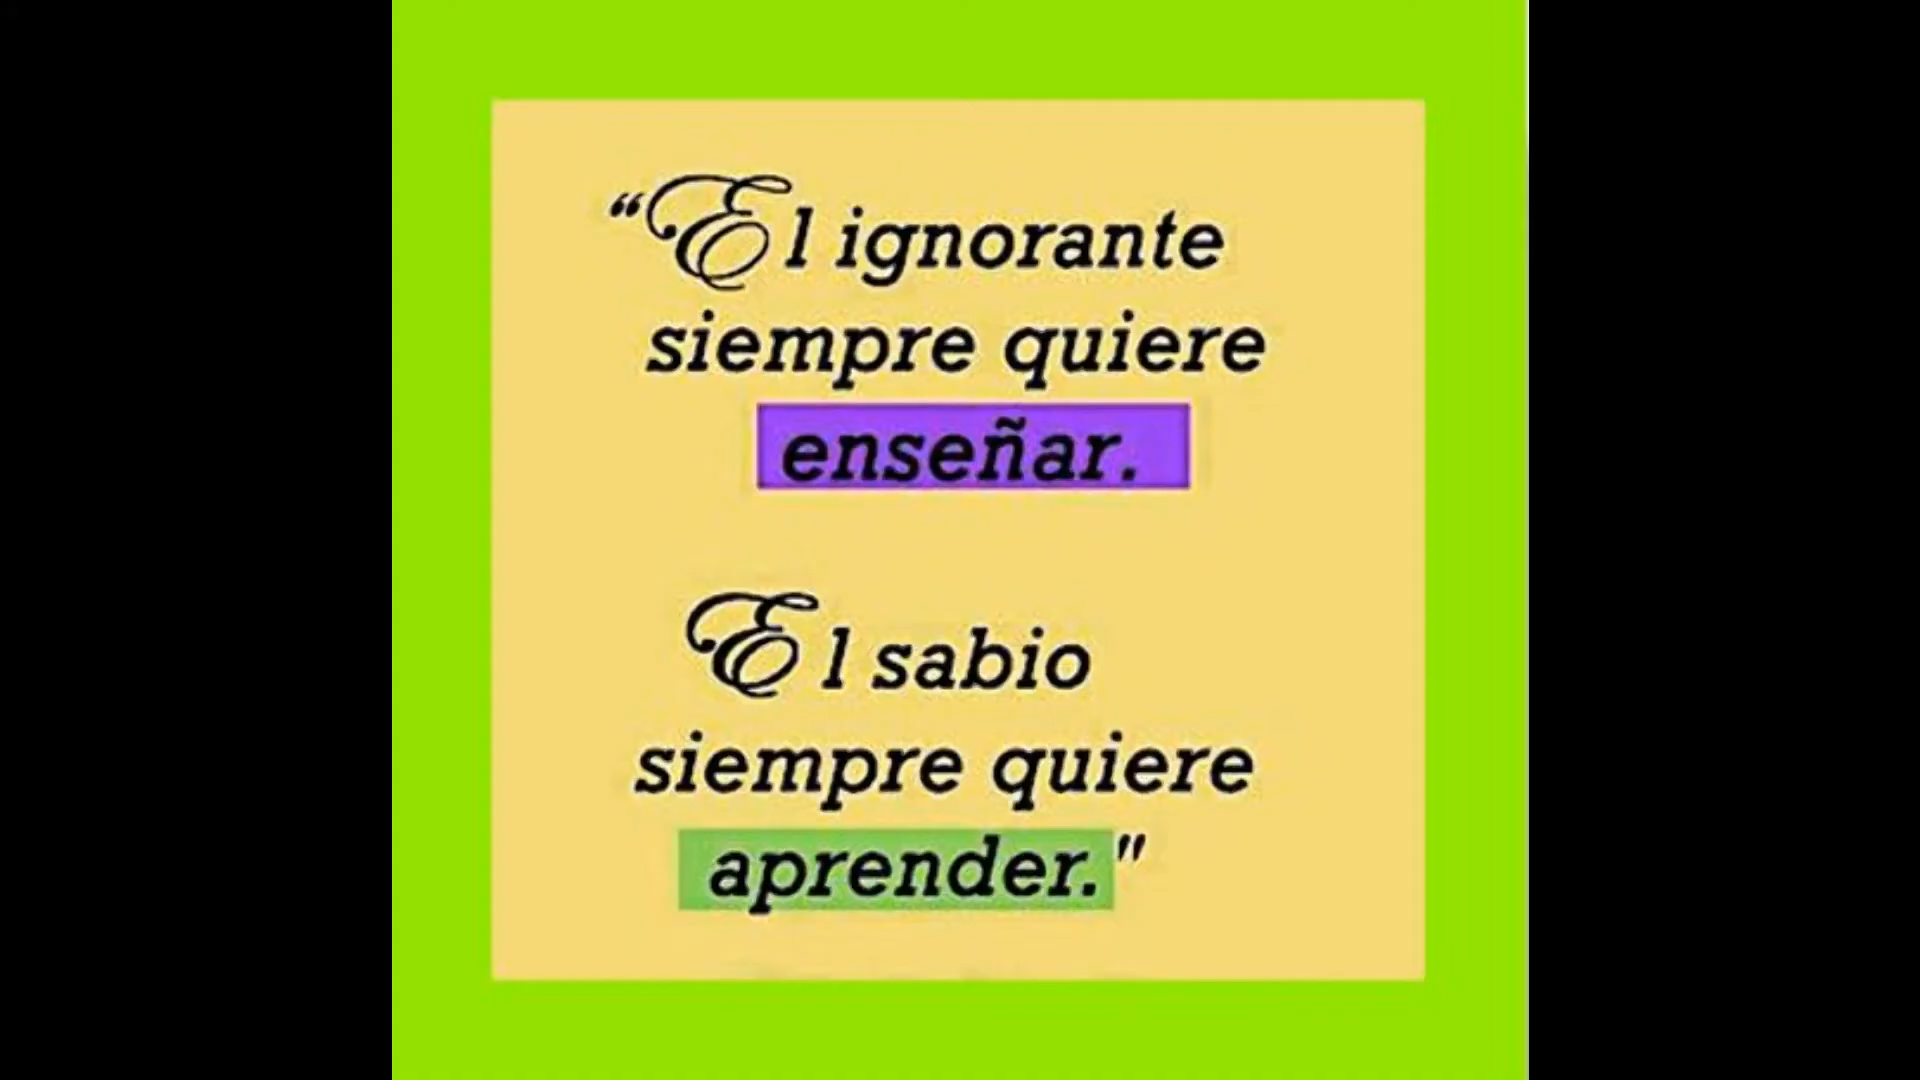 “El ignorante
siempre quiere
enseñar.
El sabio
siempre quiere
aprender."